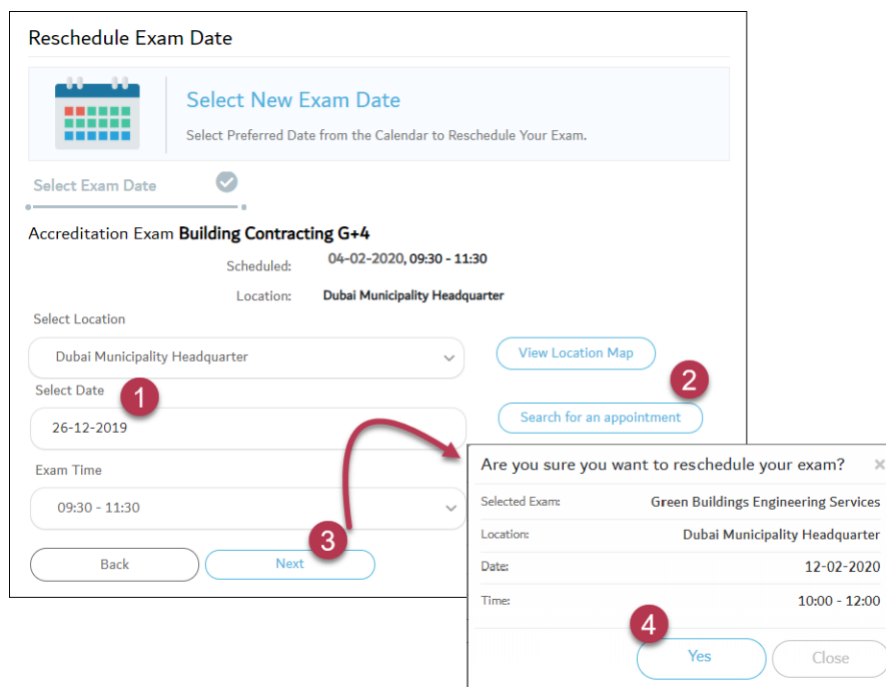 Reschedule Exam Date
Select New Exam Date
Select Preferred Date from the Calendar to Reschedule Your Exam.
Select Exam Date
Accreditation Exam Building Contracting G+4
Scheduled: 04-02-2020, 09:30 - 11:30
Location: Dubai Municipality Headquarter
Select Location
Dubai Municipality Headquarter
View Location Map
2
Select Date
1
26-12-2019
Search for an appointment
Exam Time
09:30 - 11:30
3
Back
Next
Are you sure you want to reschedule your exam? ×
Selected Exam: Green Buildings Engineering Services
Location: Dubai Municipality Headquarter
Date: 12-02-2020
Time: 10:00 - 12:00
4
Yes
Close